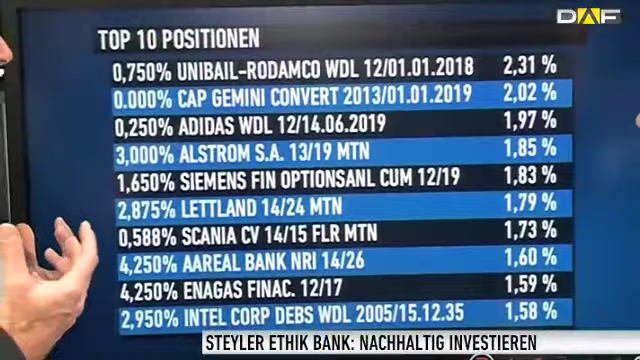 DAF
TOP 10 POSITIONEN
0,750% UNIBAIL-RODAMCO WDL 12/01.01.2018 2,31 %
0.000% CAP GEMINI CONVERT 2013/01.01.2019 2,02 %
0,250% ADIDAS WDL 12/14.06.2019 1,97 %
3,000% ALSTROM S.A. 13/19 MTN 1,85 %
1,650% SIEMENS FIN OPTIONSANL CUM 12/19 1,83 %
2,875% LETTLAND 14/24 MTN 1,79 %
0,588% SCANIA CV 14/15 FLR MTN 1,73 %
4,250% AAREAL BANK NRI 14/26 1,60 %
4,250% ENAGAS FINAC. 12/17 1,59 %
2,950% INTEL CORP DEBS WDL 2005/15.12.35 1,58 %
STEYLER ETHIK BANK: NACHHALTIG INVESTIEREN